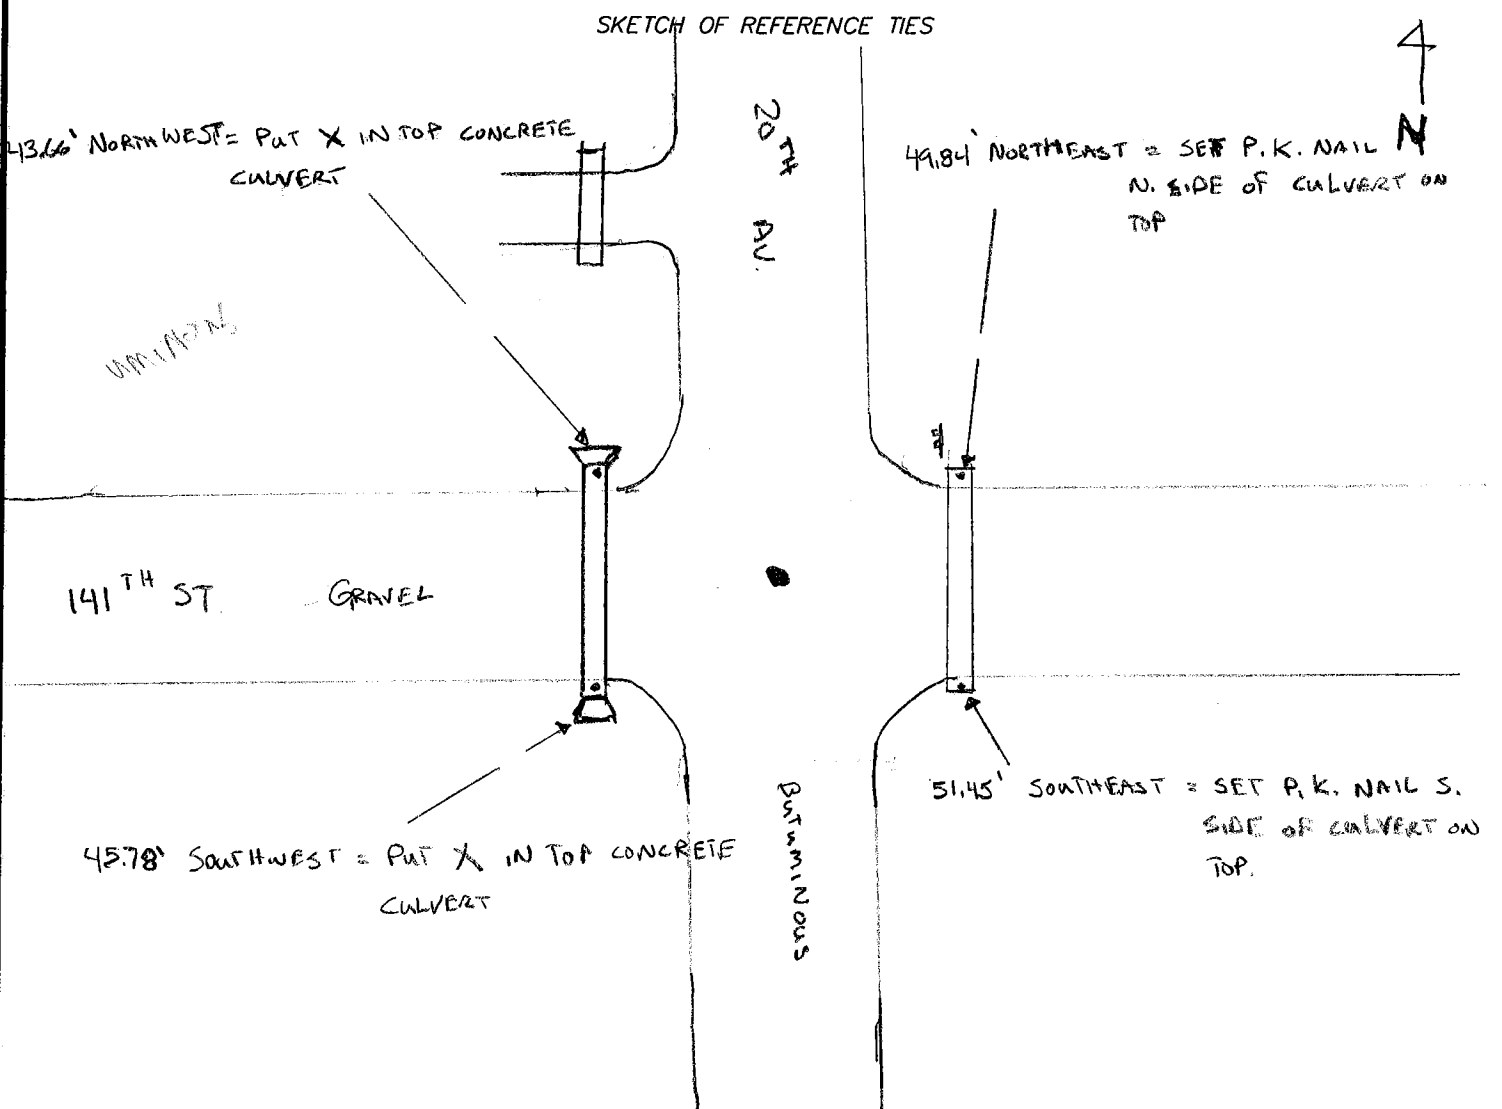 SKETCH OF REFERENCE TIES
N
43.66' NORTHWEST = PUT X IN TOP CONCRETE
CULVERT
20TH AV.
49.84' NORTHEAST = SET P.K. NAIL
N. SIDE OF CULVERT ON
TOP
141TH ST. GRAVEL
45.78' SOUTHWEST = PUT X IN TOP CONCRETE
CULVERT
BUTUMINOUS
51.45' SOUTHEAST = SET P.K. NAIL S.
SIDE OF CULVERT ON
TOP.